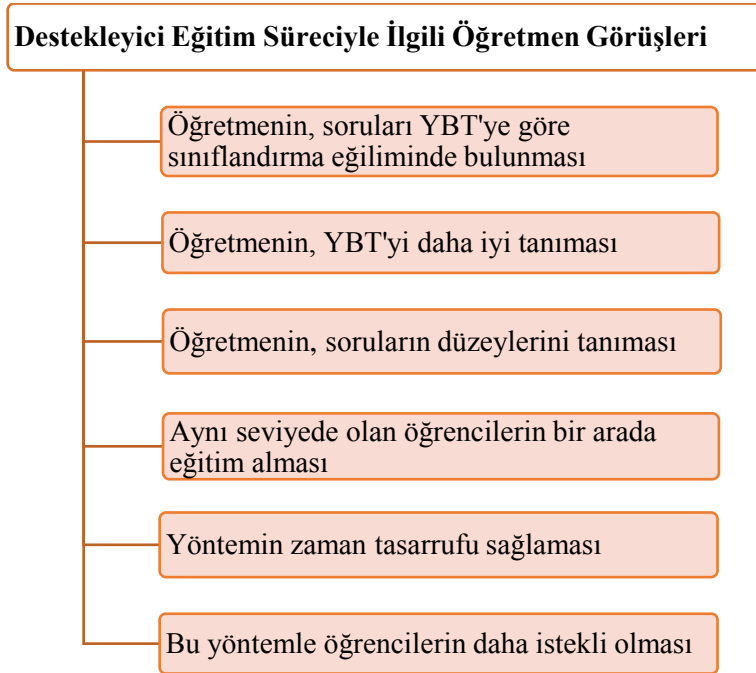 Destekleyici Eğitim Süreciyle İlgili Öğretmen Görüşleri
Öğretmenin, soruları YBT'ye göre
sınıflandırma eğiliminde bulunması
Öğretmenin, YBT'yi daha iyi tanıması
Öğretmenin, soruların düzeylerini tanıması
Aynı seviyede olan öğrencilerin bir arada
eğitim alması
Yöntemin zaman tasarrufu sağlaması
Bu yöntemle öğrencilerin daha istekli olması